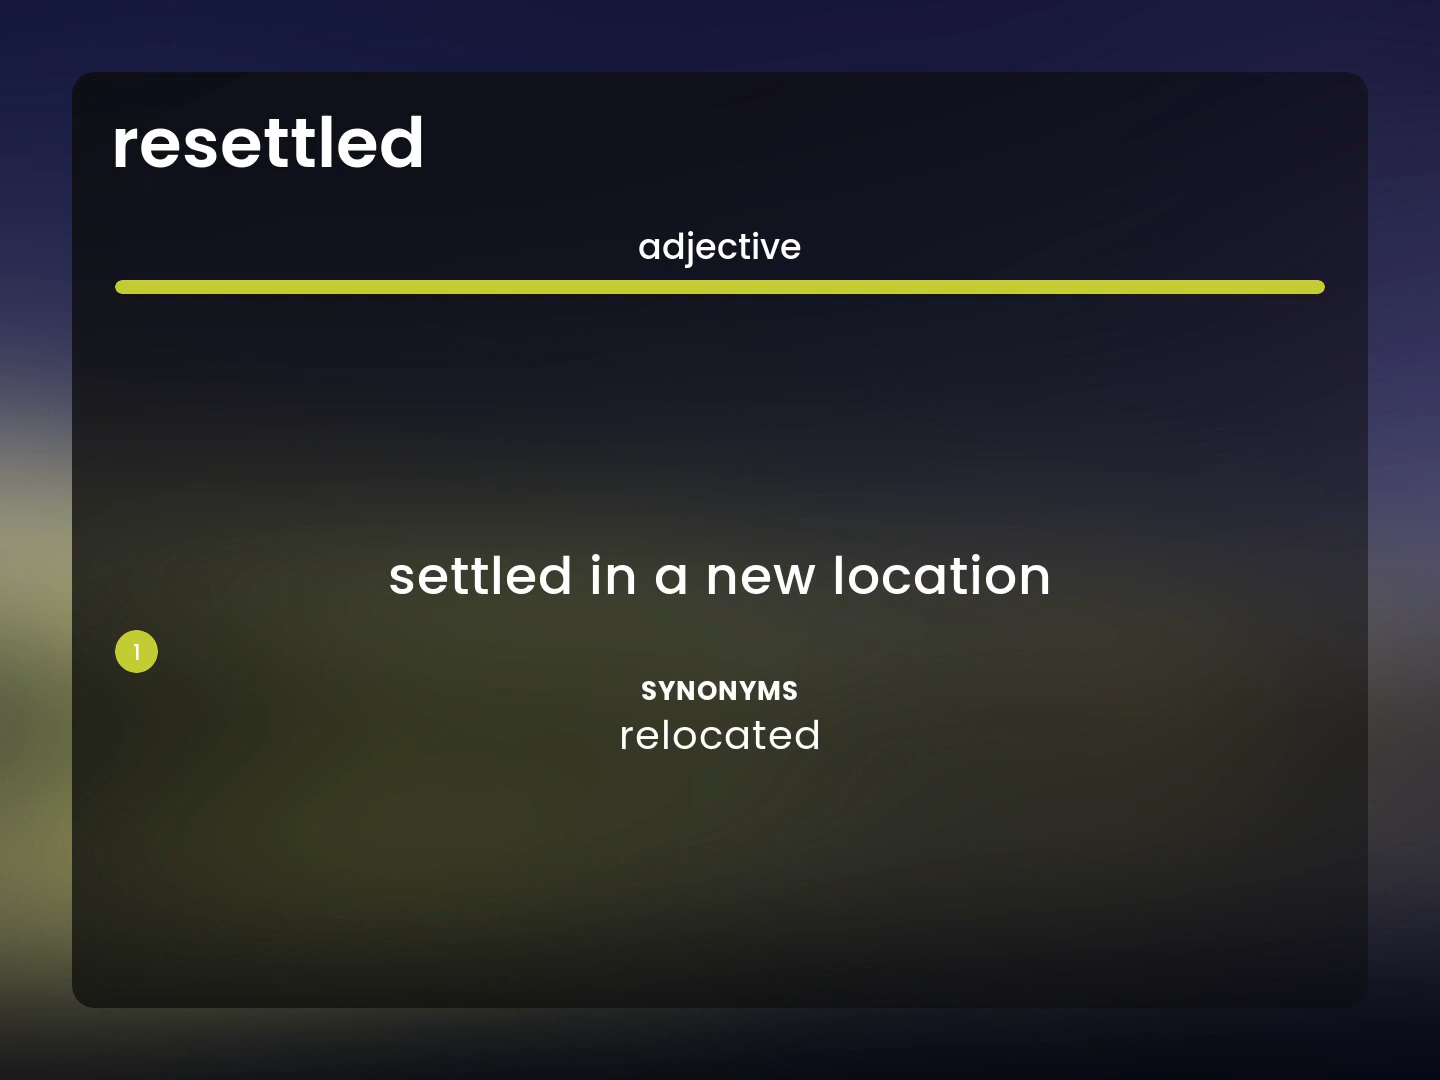 resettled
adjective
settled in a new location
1
SYNONYMS
relocated